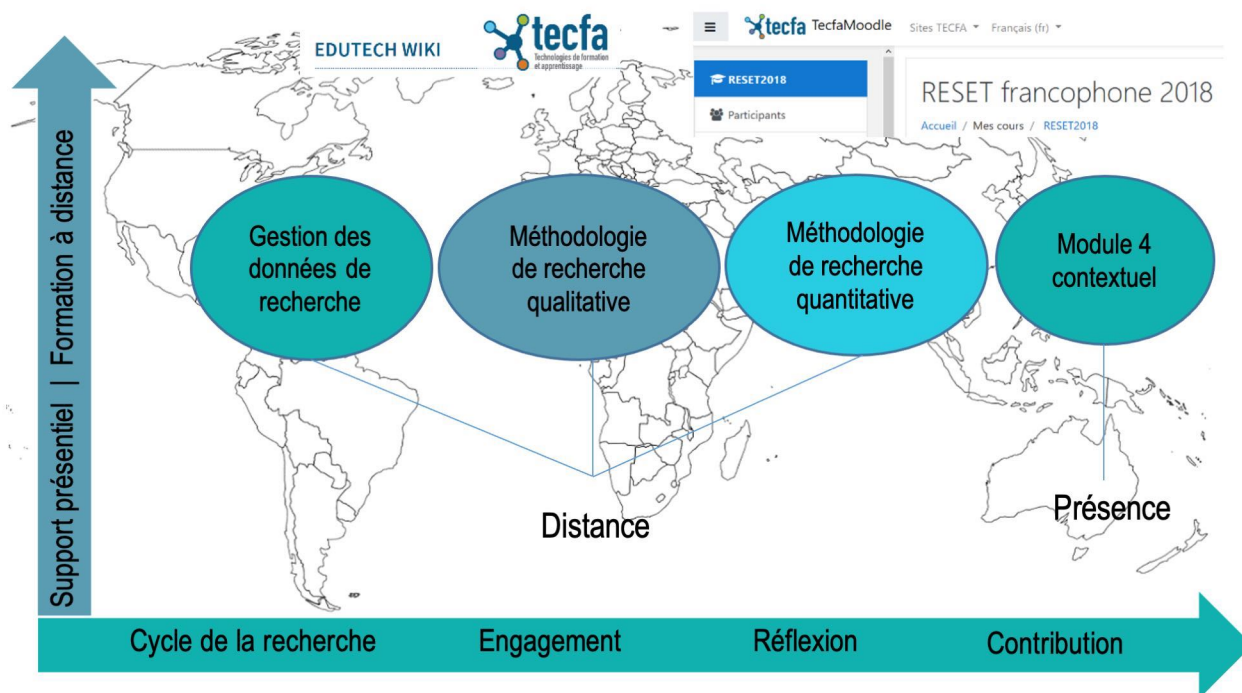 EDUTECH WIKI
tecfa
Technologies de formation
et apprentissage
tecfa TecfaMoodle Sites TECFA Français (fr)
RESET2018
Participants
RESET francophone 2018
Accueil / Mes cours / RESET2018
Support présentiel | Formation à distance
Gestion des
données de
recherche
Méthodologie
de recherche
qualitative
Méthodologie
de recherche
quantitative
Module 4
contextuel
Distance
Présence
Cycle de la recherche
Engagement
Réflexion
Contribution